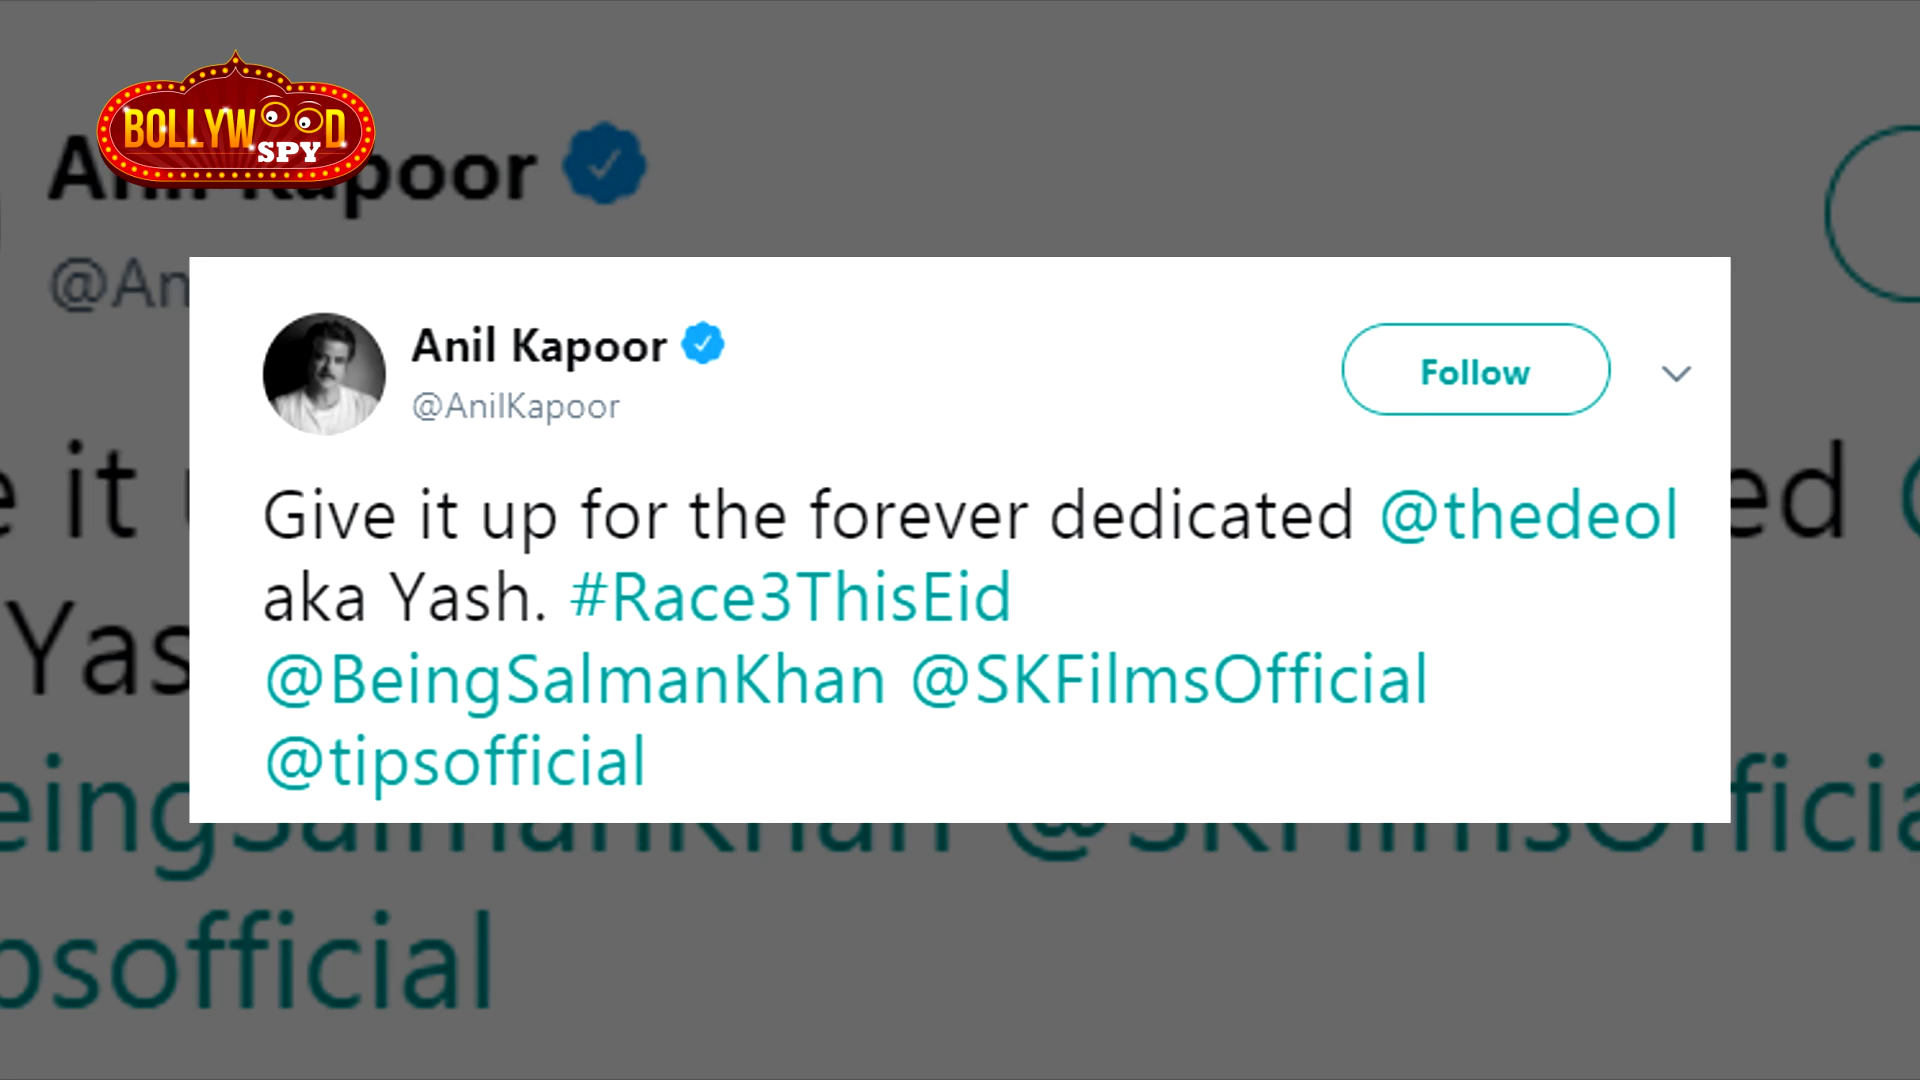 BOLLYWOOD
SPY
Anil Kapoor
@AnilKapoor
Follow
Give it up for the forever dedicated @thedeol
aka Yash. #Race3ThisEid
@BeingSalmanKhan @SKFilmsOfficial
@tipsofficial